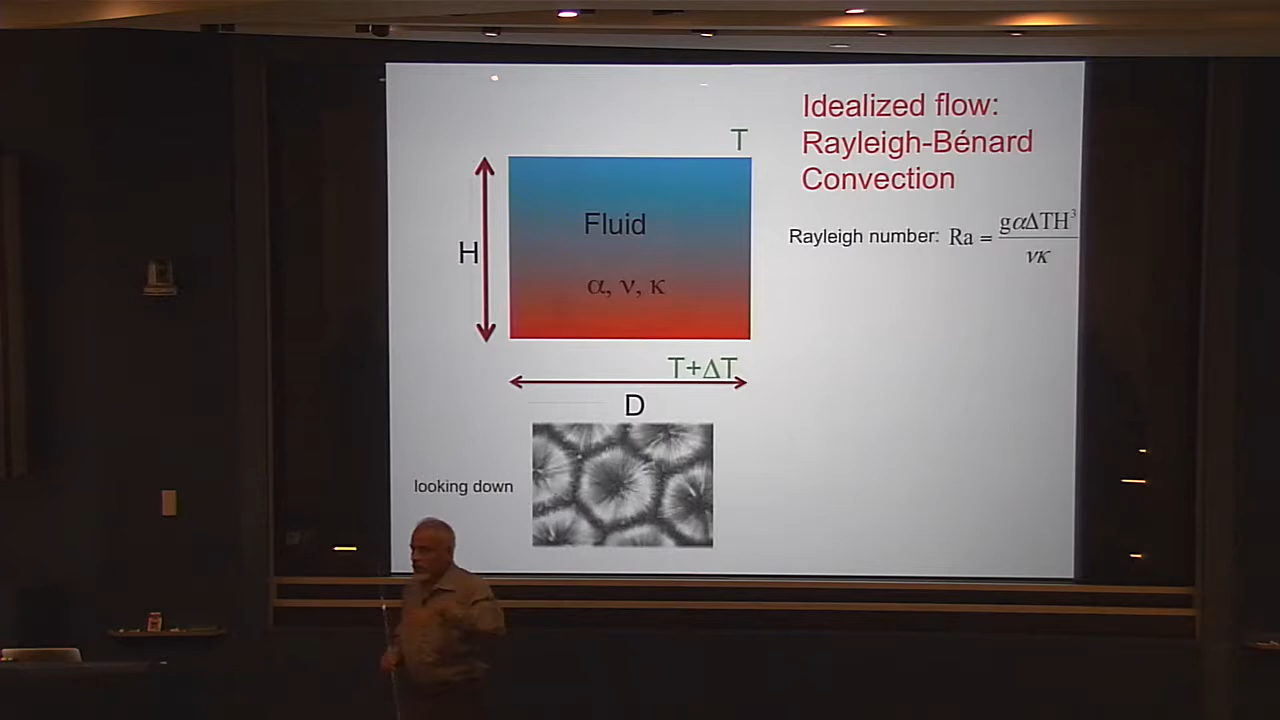 Idealized flow:
Rayleigh-Bénard
Convection
T
Fluid
H
α, ν, κ
T+ΔT
D
looking down
Rayleigh number: Ra = gαΔTH³/νκ